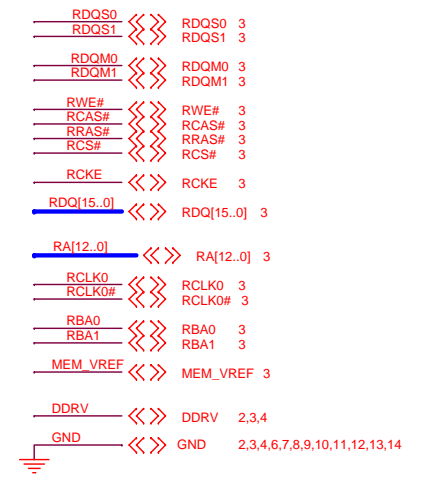 RDQS0 RDQS0 3
RDQS1 RDQS1 3
RDQM0 RDQM0 3
RDQM1 RDQM1 3
RWE# RWE# 3
RCAS# RCAS# 3
RRAS# RRAS# 3
RCS# RCS# 3
RCKE RCKE 3
RDQ[15..0] RDQ[15..0] 3
RA[12..0] RA[12..0] 3
RCLK0 RCLK0 3
RCLK0# RCLK0# 3
RBA0 RBA0 3
RBA1 RBA1 3
MEM_VREF MEM_VREF 3
DDRV DDRV 2,3,4
GND GND 2,3,4,6,7,8,9,10,11,12,13,14